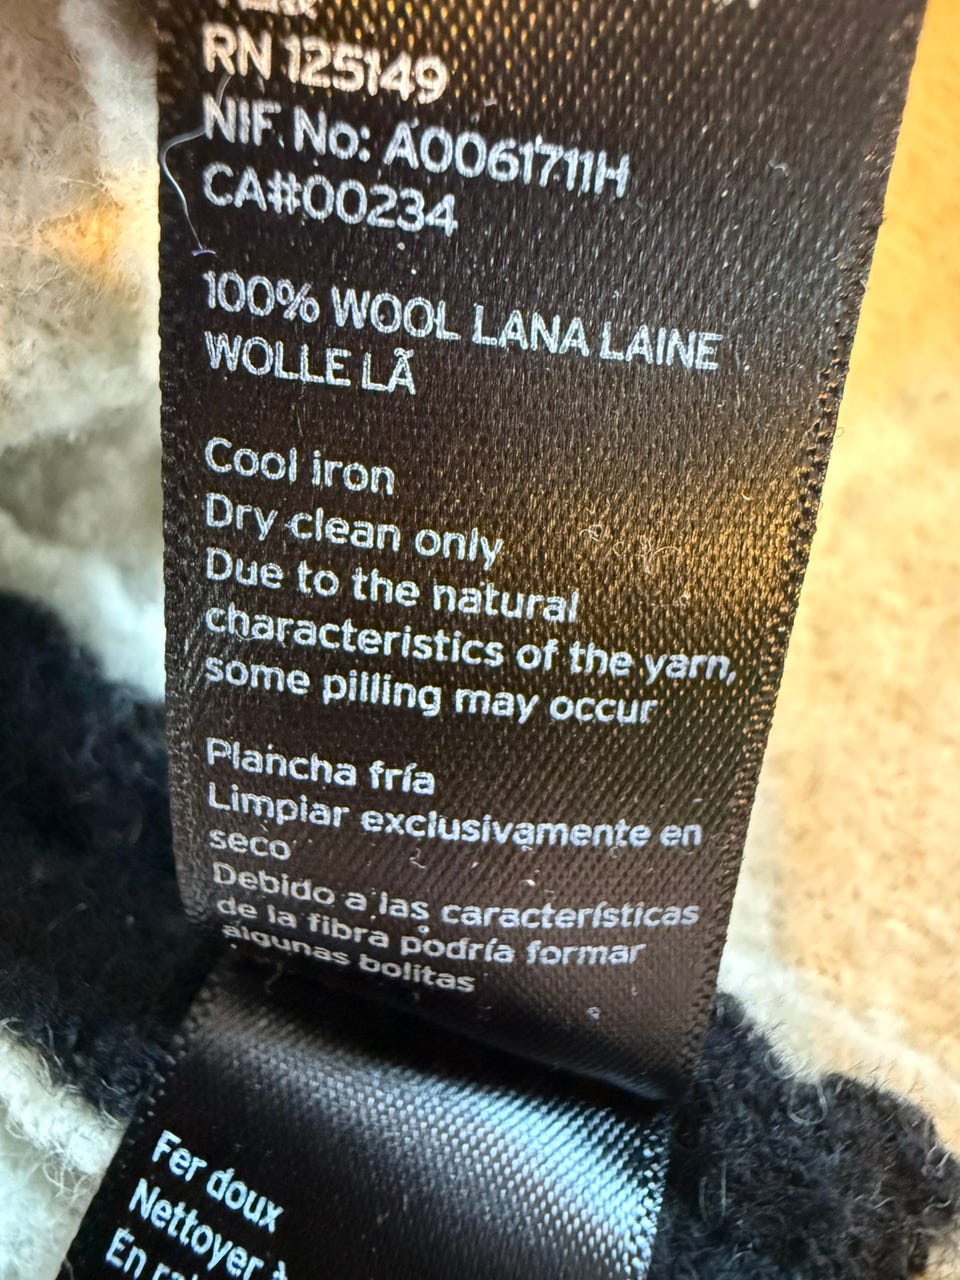 RN 125149
NIF. No: A0061711H
CA#00234
100% WOOL LANA LAINE
WOLLE LÃ
Cool iron
Dry clean only
Due to the natural
characteristics of the yarn,
some pilling may occur
Plancha fría
Limpiar exclusivamente en
seco
Debido a las características
de la fibra podría formar
algunas bolitas
Fer doux
Nettoyer à
En